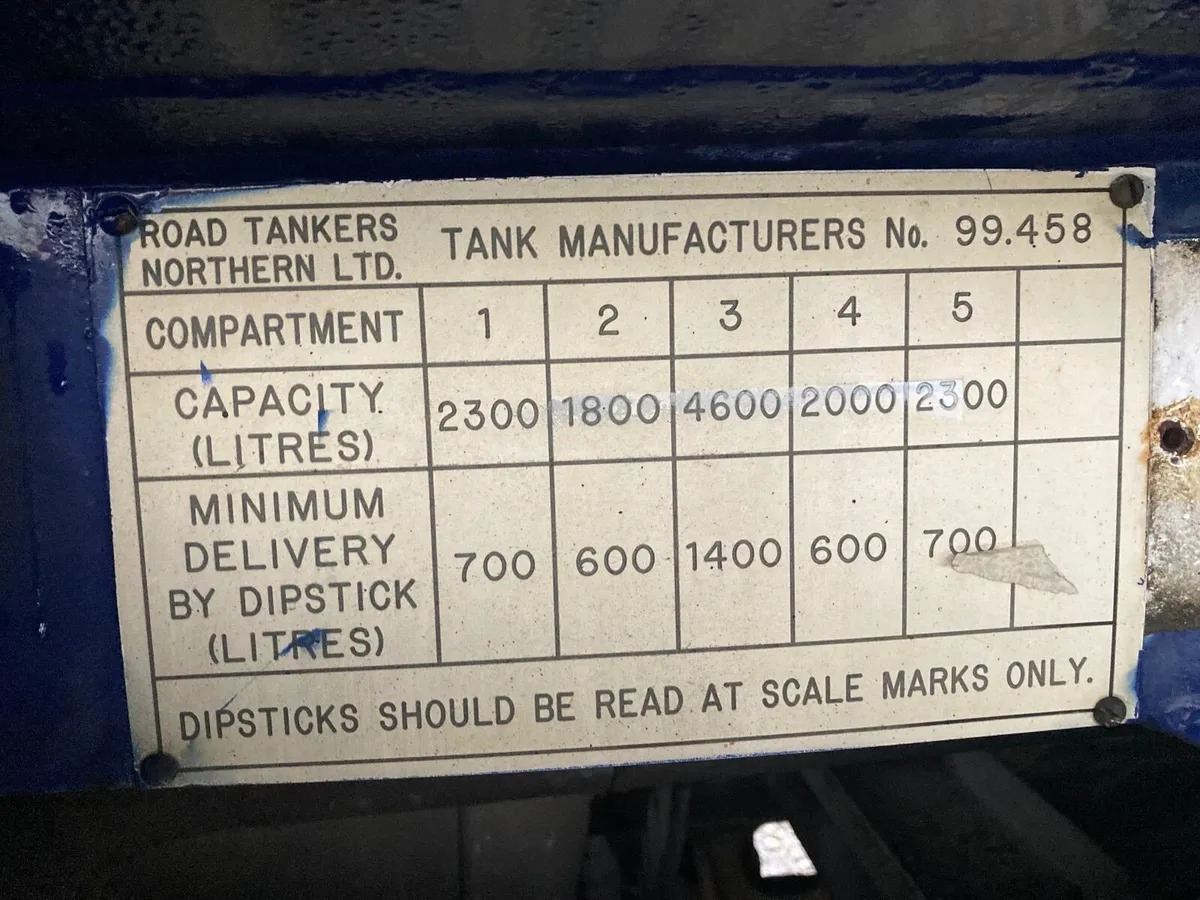 ROAD TANKERS
NORTHERN LTD.
TANK MANUFACTURERS No. 99.458
COMPARTMENT 1 2 3 4 5
CAPACITY
(LITRES)
2300 1800 4600 2000 2300
MINIMUM
DELIVERY
BY DIPSTICK
(LITRES)
700 600 1400 600 700
DIPSTICKS SHOULD BE READ AT SCALE MARKS ONLY.